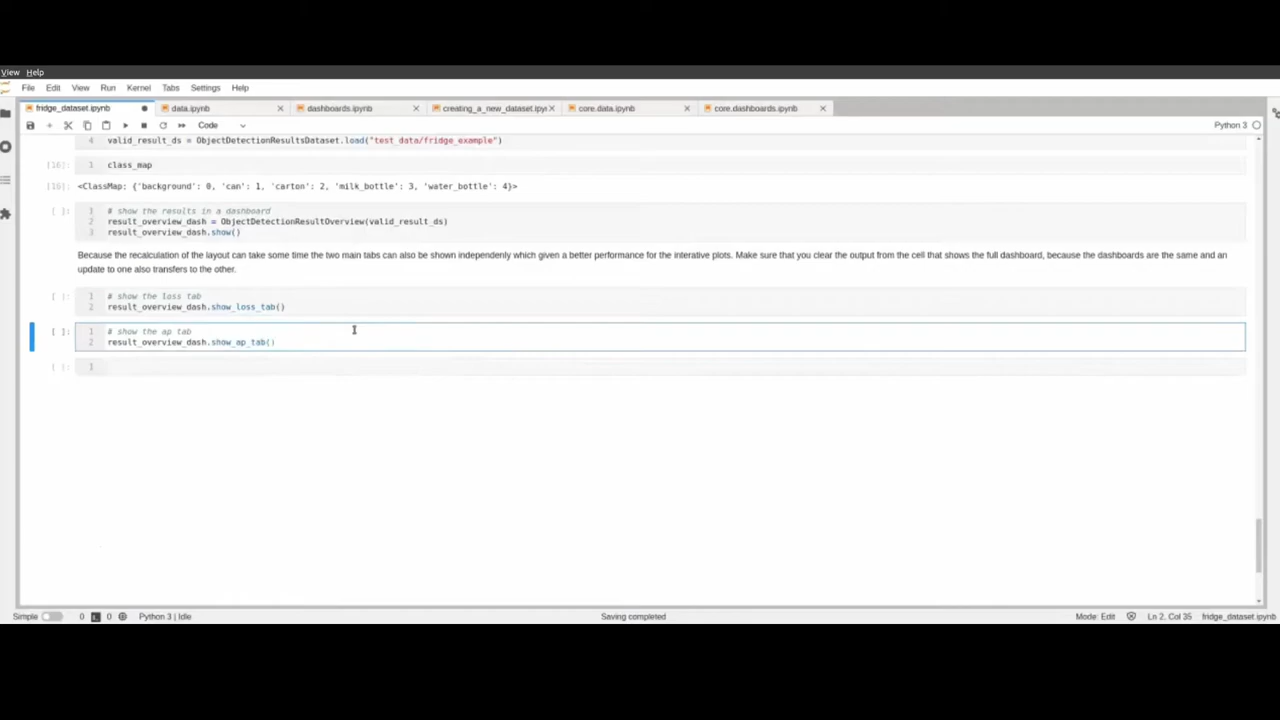 View Help
File Edit View Run Kernel Tabs Settings Help
fridge_dataset.ipynb data.ipynb dashboards.ipynb creating_a_new_dataset.ipyn core.data.ipynb core.dashboards.ipynb
Code Python 3
4 valid_result_ds = ObjectDetectionResultsDataset.load("test_data/fridge_example")
[16]: 1 class_map
[16]: <ClassMap: {'background': 0, 'can': 1, 'carton': 2, 'milk_bottle': 3, 'water_bottle': 4}>
[ ]: 1 # show the results in a dashboard
2 result_overview_dash = ObjectDetectionResultOverview(valid_result_ds)
3 result_overview_dash.show()
Because the recalculation of the layout can take some time the two main tabs can also be shown independenly which given a better performance for the interative plots. Make sure that you clear the output from the cell that shows the full dashboard, because the dashboards are the same and an
update to one also transfers to the other.
[ ]: 1 # show the loss tab
2 result_overview_dash.show_loss_tab()
[ ]: 1 # show the ap tab
2 result_overview_dash.show_ap_tab()
[ ]: 1
Simple 0 0 Python 3 | Idle Saving completed Mode: Edit Ln 2, Col 35 fridge_dataset.ipynb